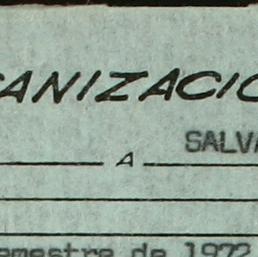 ANIZACIO
SALVA
A
emestre de 1972